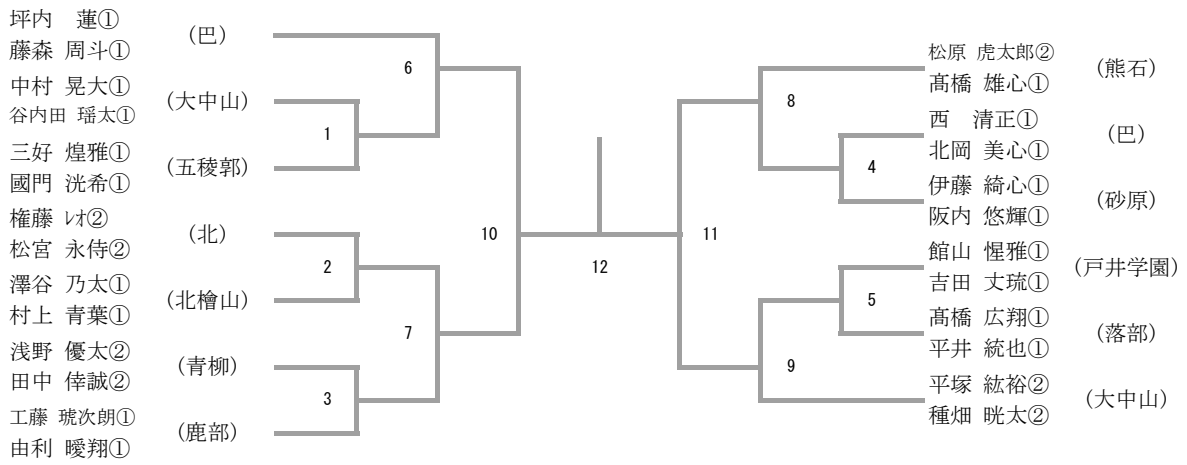 坪内　蓮①
藤森 周斗①
(巴)
中村 晃大①
谷内田 瑶太①
(大中山)
三好 煌雅①
國門 洸希①
(五稜郭)
権藤 ﾚｵ②
松宮 永侍②
(北)
澤谷 乃太①
村上 青葉①
(北檜山)
浅野 優太②
田中 倖誠②
(青柳)
工藤 琥次朗①
由利 曖翔①
(鹿部)
6
1
2
7
3
10
12
11
8
4
5
9
松原 虎太郎②
髙橋 雄心①
(熊石)
西　清正①
北岡 美心①
(巴)
伊藤 綺心①
阪内 悠輝①
(砂原)
館山 惺雅①
吉田 丈琉①
(戸井学園)
髙橋 広翔①
平井 統也①
(落部)
平塚 紘裕②
種畑 晄太②
(大中山)